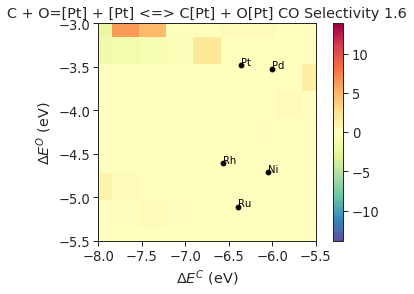 C + O=[Pt] + [Pt] <=> C[Pt] + O[Pt] CO Selectivity 1.6
−3.0
−3.5
−4.0
−4.5
−5.0
−5.5
ΔE^O (eV)
Pt
Pd
Rh
Ni
Ru
−8.0 −7.5 −7.0 −6.5 −6.0 −5.5
ΔE^C (eV)
10
5
0
−5
−10